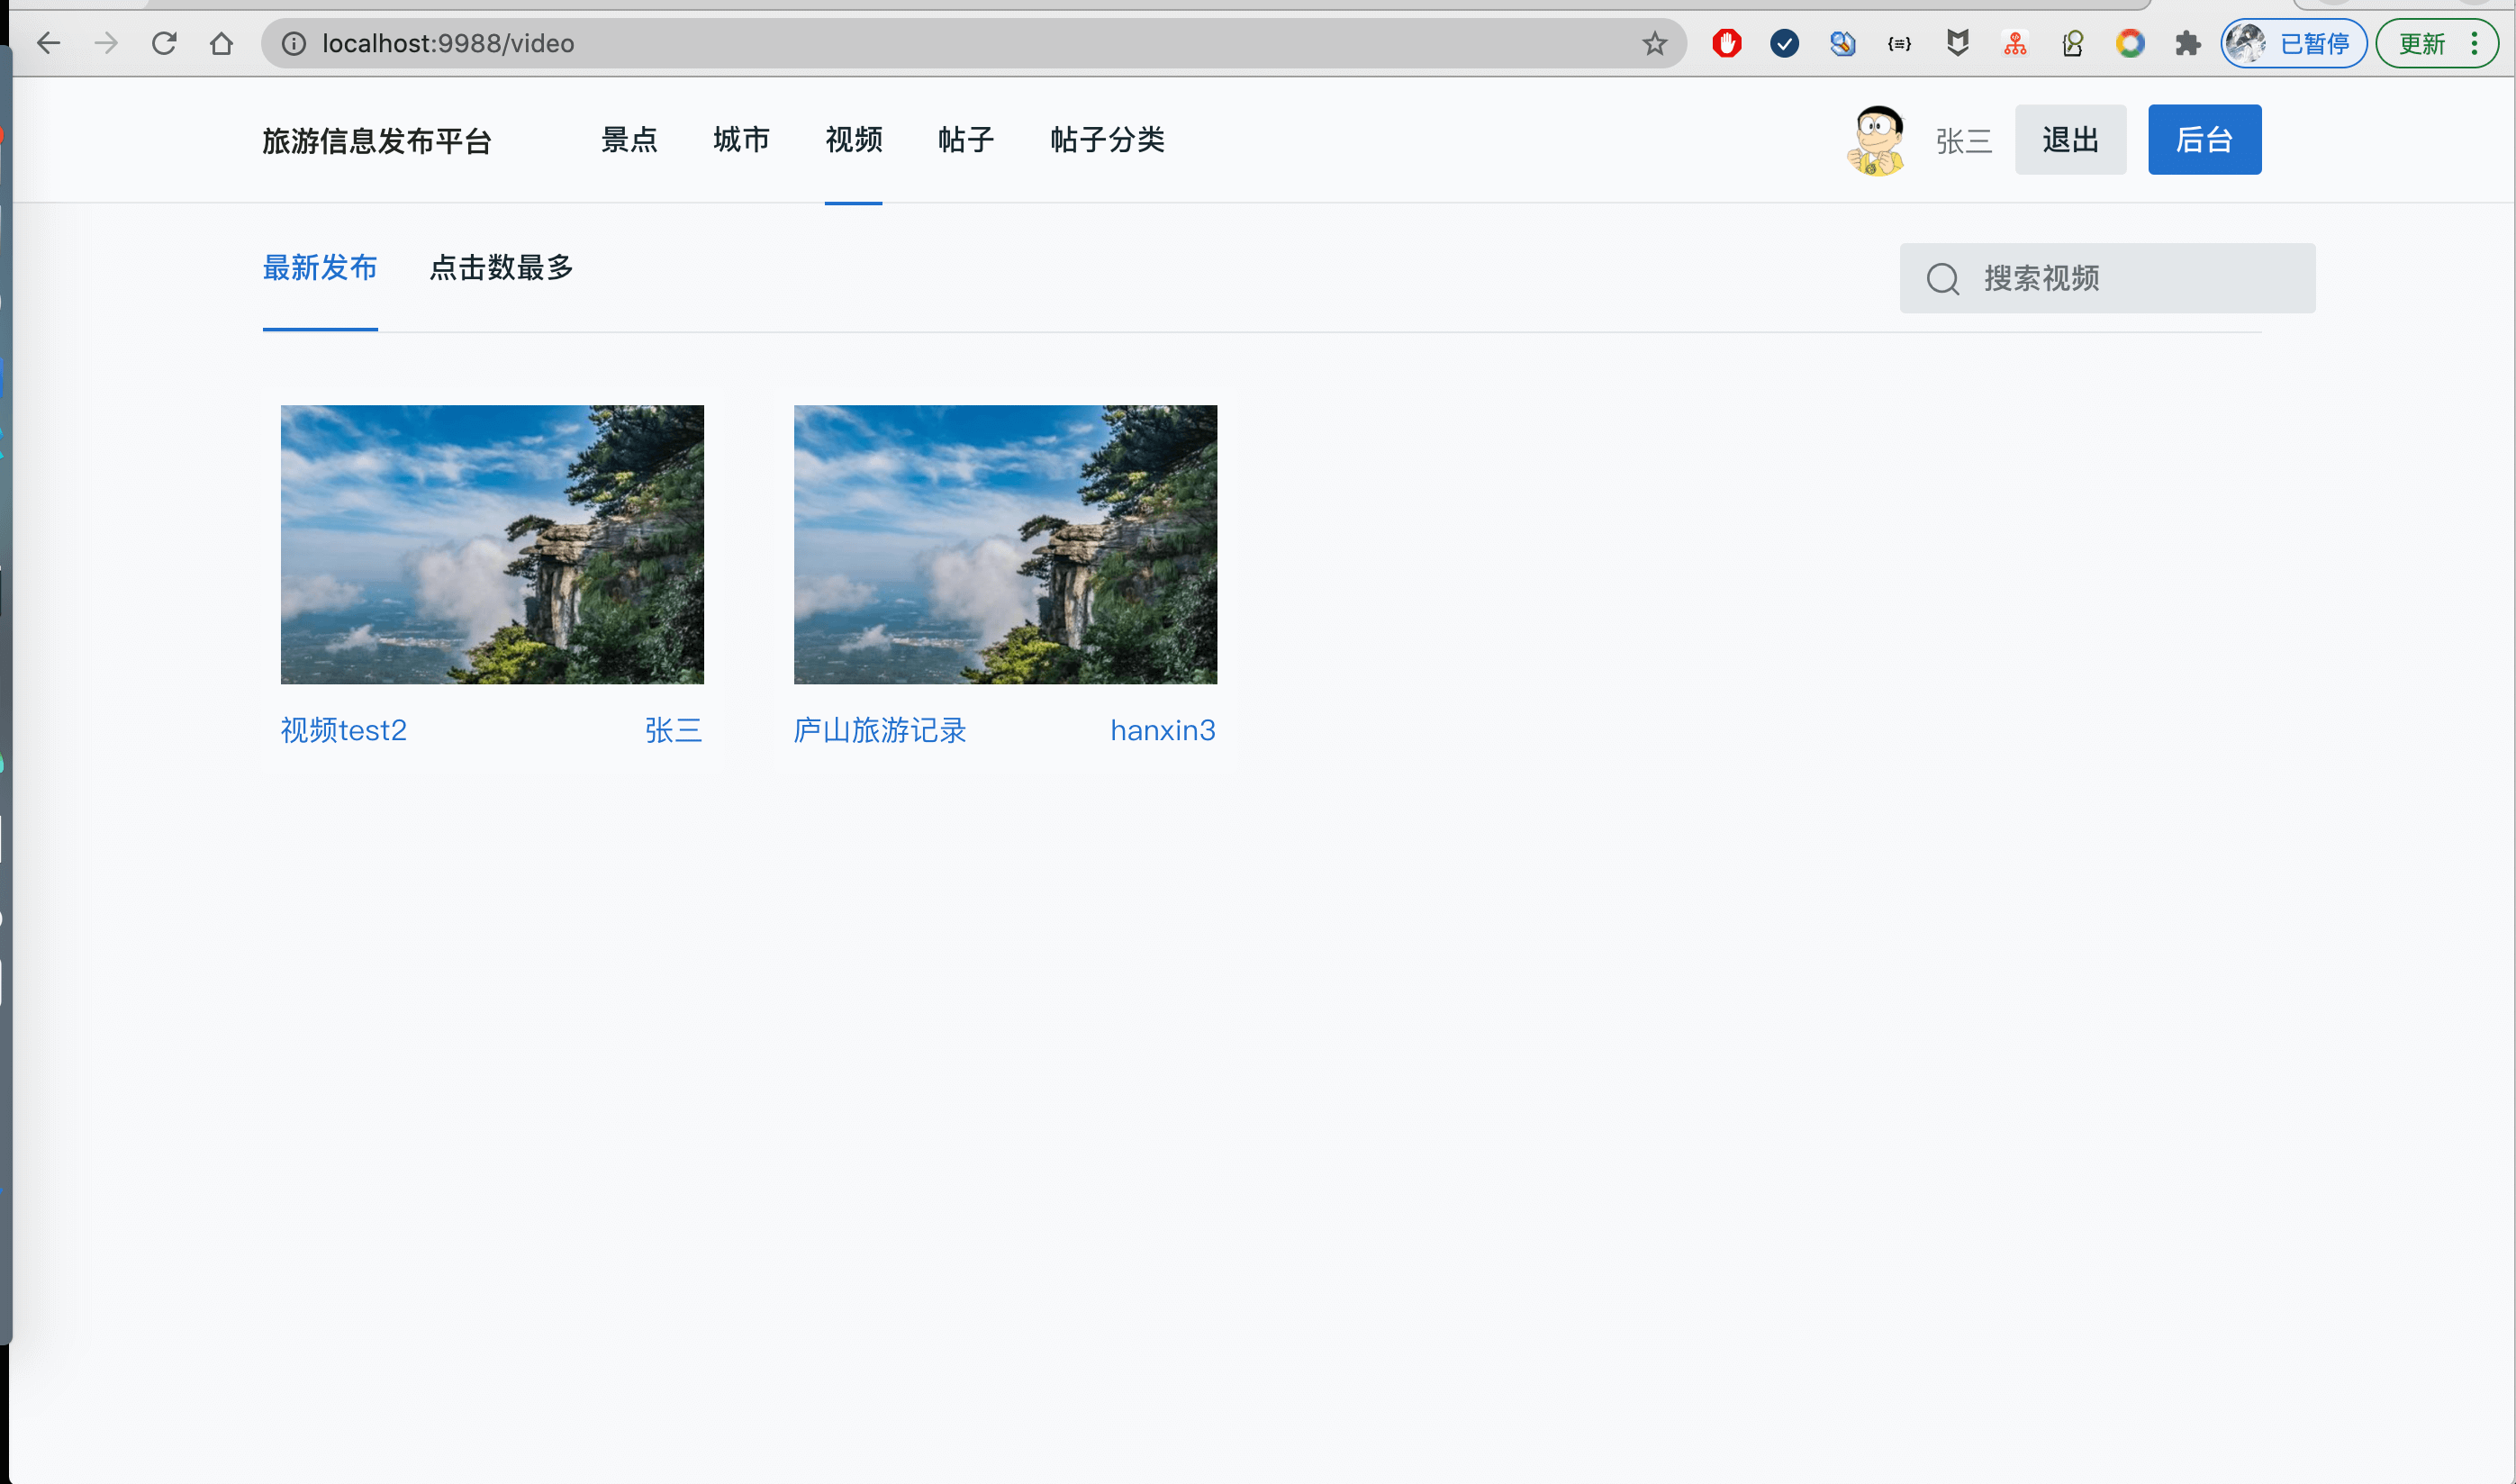 localhost:9988/video
已暂停
更新
旅游信息发布平台
景点
城市
视频
帖子
帖子分类
张三
退出
后台
最新发布
点击数最多
搜索视频
视频test2
张三
庐山旅游记录
hanxin3